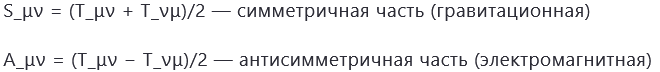 S_μν = (T_μν + T_νμ)/2 — симметричная часть (гравитационная)
A_μν = (T_μν − T_νμ)/2 — антисимметричная часть (электромагнитная)